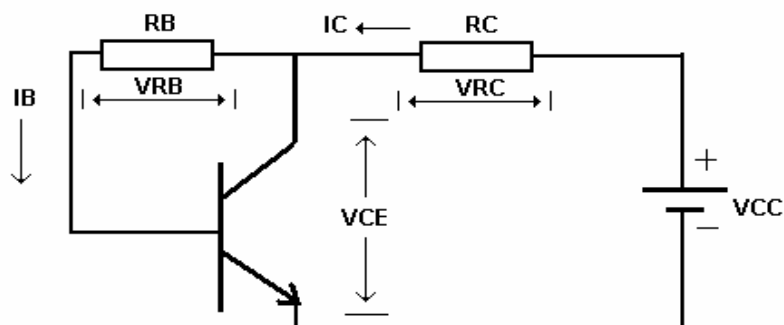 RB IC RC
IB VRB VRC
+
VCE VCC
−